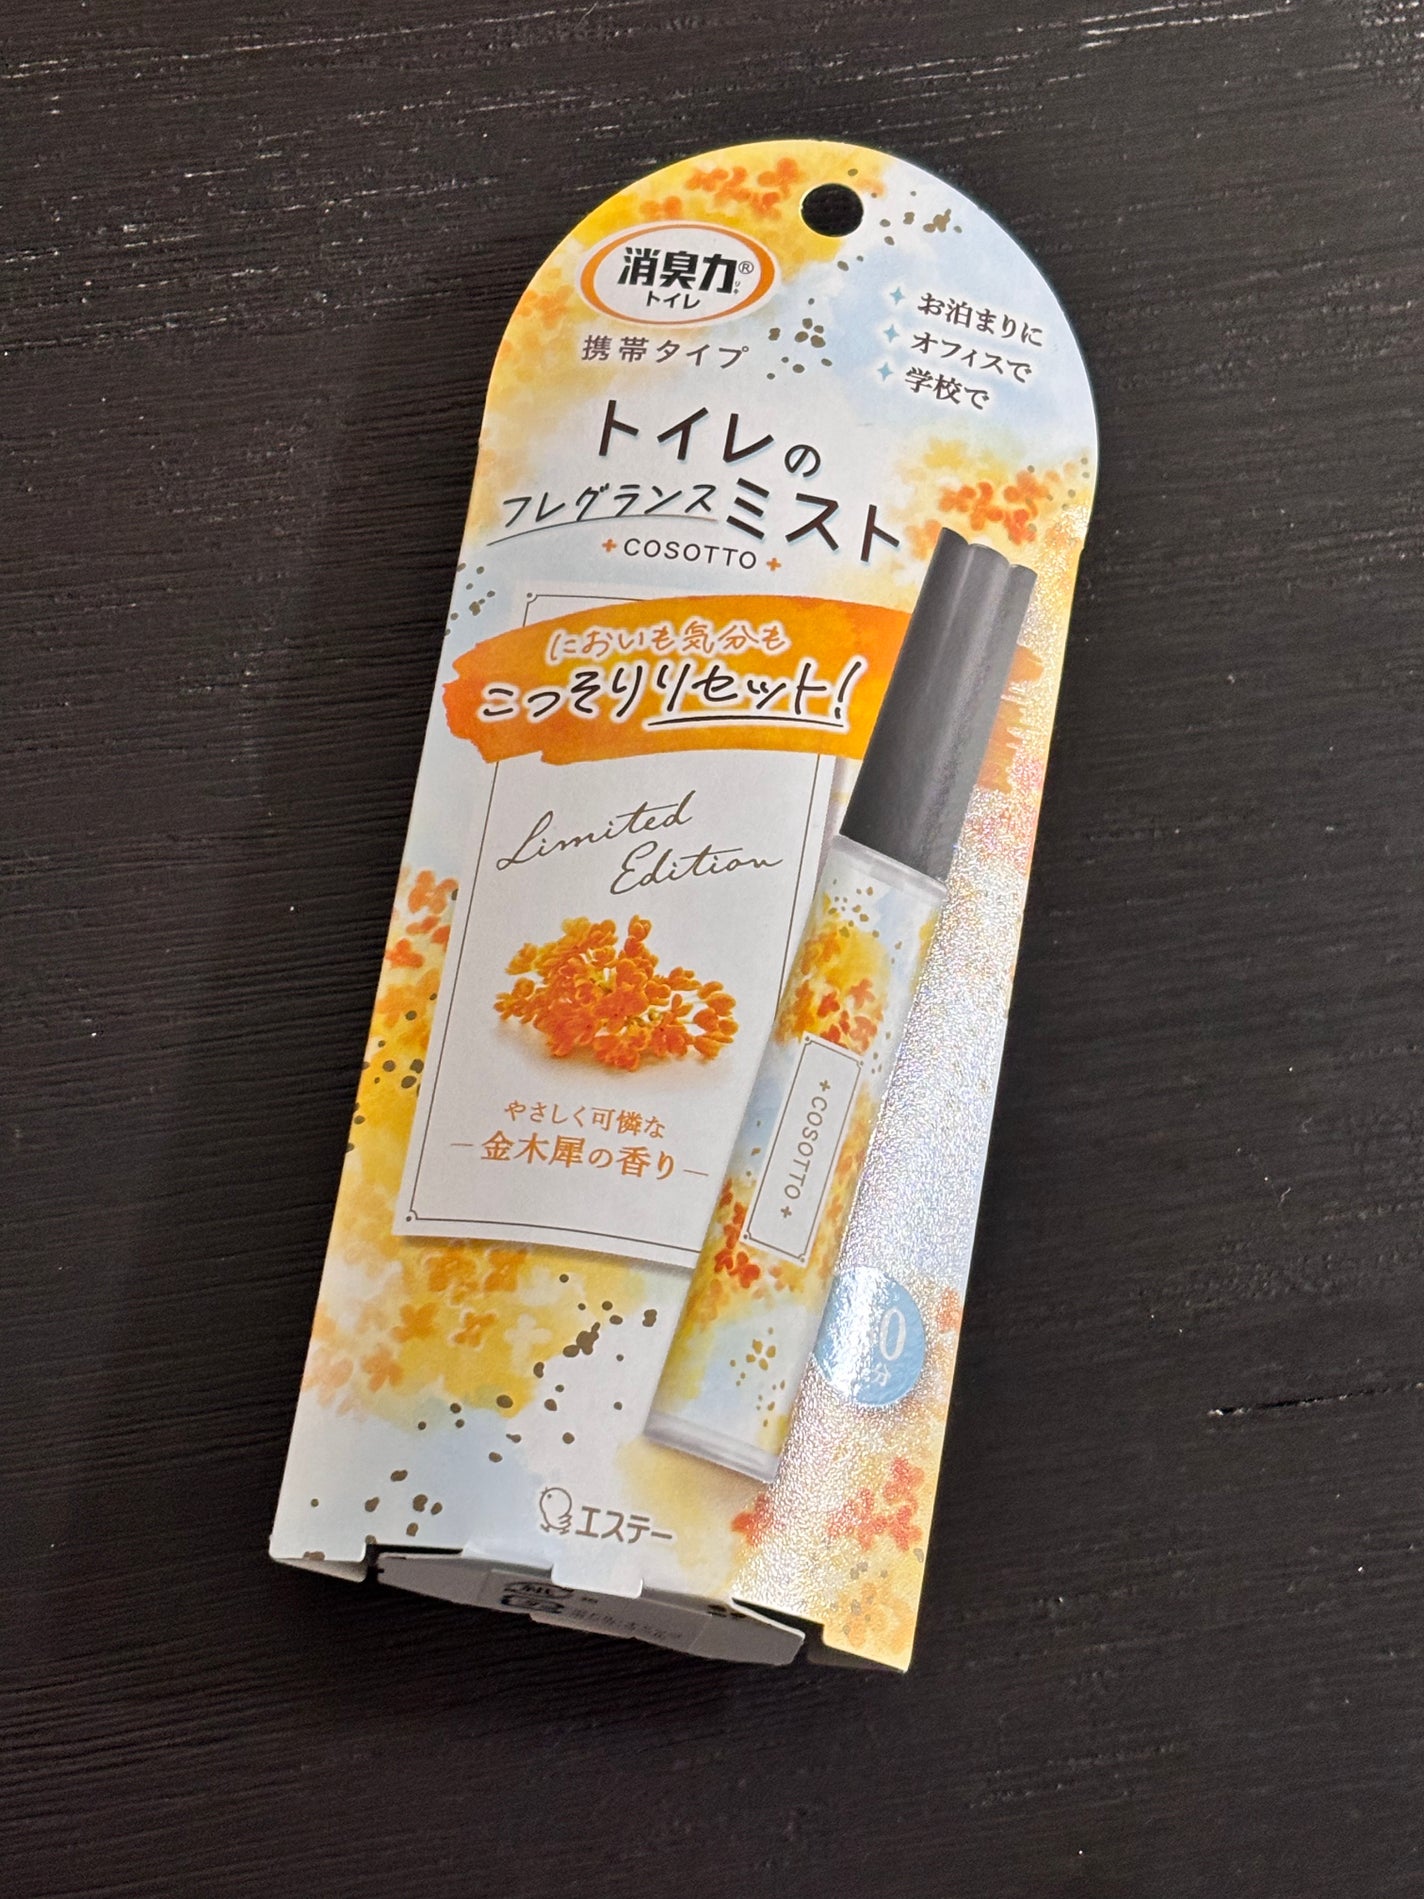 消臭力®
リキ
トイレ
携帯タイプ
お泊まりに
オフィスで
学校で
トイレの
フレグランスミスト
COSOTTO
においも気分も
こっそりリセット!
Limited
Edition
やさしく可憐な
金木犀の香り
COSOTTO
エステー